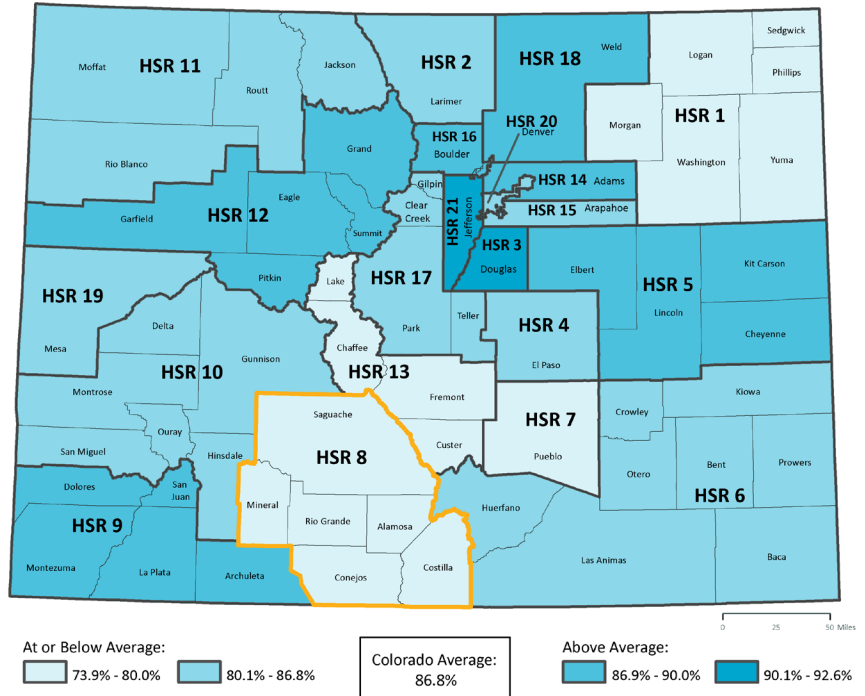 Sedgwick
Moffat
HSR 11
Jackson
HSR 2
HSR 18
Weld
Logan
Phillips
Routt
Larimer
HSR 20
Denver
Morgan
HSR 1
HSR 16
Boulder
Grand
Rio Blanco
Washington
Yuma
Gilpin
HSR 14
Adams
Eagle
Clear
Creek
HSR 21
Jefferson
HSR 15
Arapahoe
Garfield
HSR 12
Summit
HSR 3
Douglas
Elbert
Kit Carson
Pitkin
Lake
HSR 17
HSR 5
HSR 19
Lincoln
Delta
Park
Teller
HSR 4
Cheyenne
Mesa
Chaffee
Gunnison
El Paso
HSR 10
HSR 13
Montrose
Fremont
Kiowa
Saguache
HSR 7
Crowley
Ouray
San Miguel
Hinsdale
HSR 8
Custer
Pueblo
Otero
Bent
Prowers
Dolores
San
Juan
HSR 6
Mineral
Huerfano
HSR 9
Rio Grande
Alamosa
Las Animas
Baca
Montezuma
La Plata
Archuleta
Conejos
Costilla
0 25 50 Miles
At or Below Average:
73.9% - 80.0%
80.1% - 86.8%
Colorado Average:
86.8%
Above Average:
86.9% - 90.0%
90.1% - 92.6%